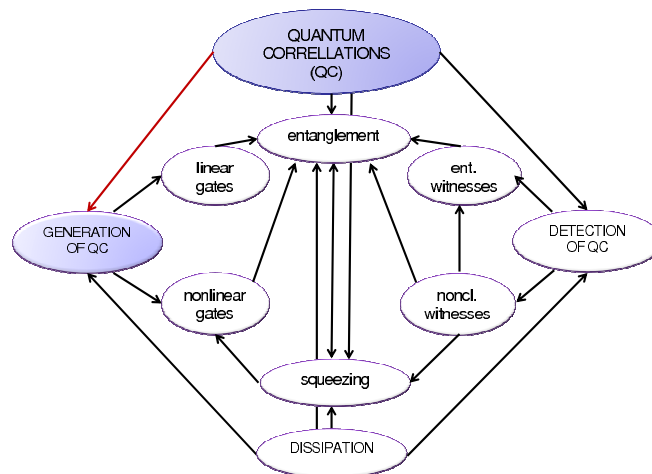 QUANTUM
CORRELLATIONS
(QC)
entanglement
linear
gates
ent.
witnesses
GENERATION
OF QC
DETECTION
OF QC
nonlinear
gates
noncl.
witnesses
squeezing
DISSIPATION